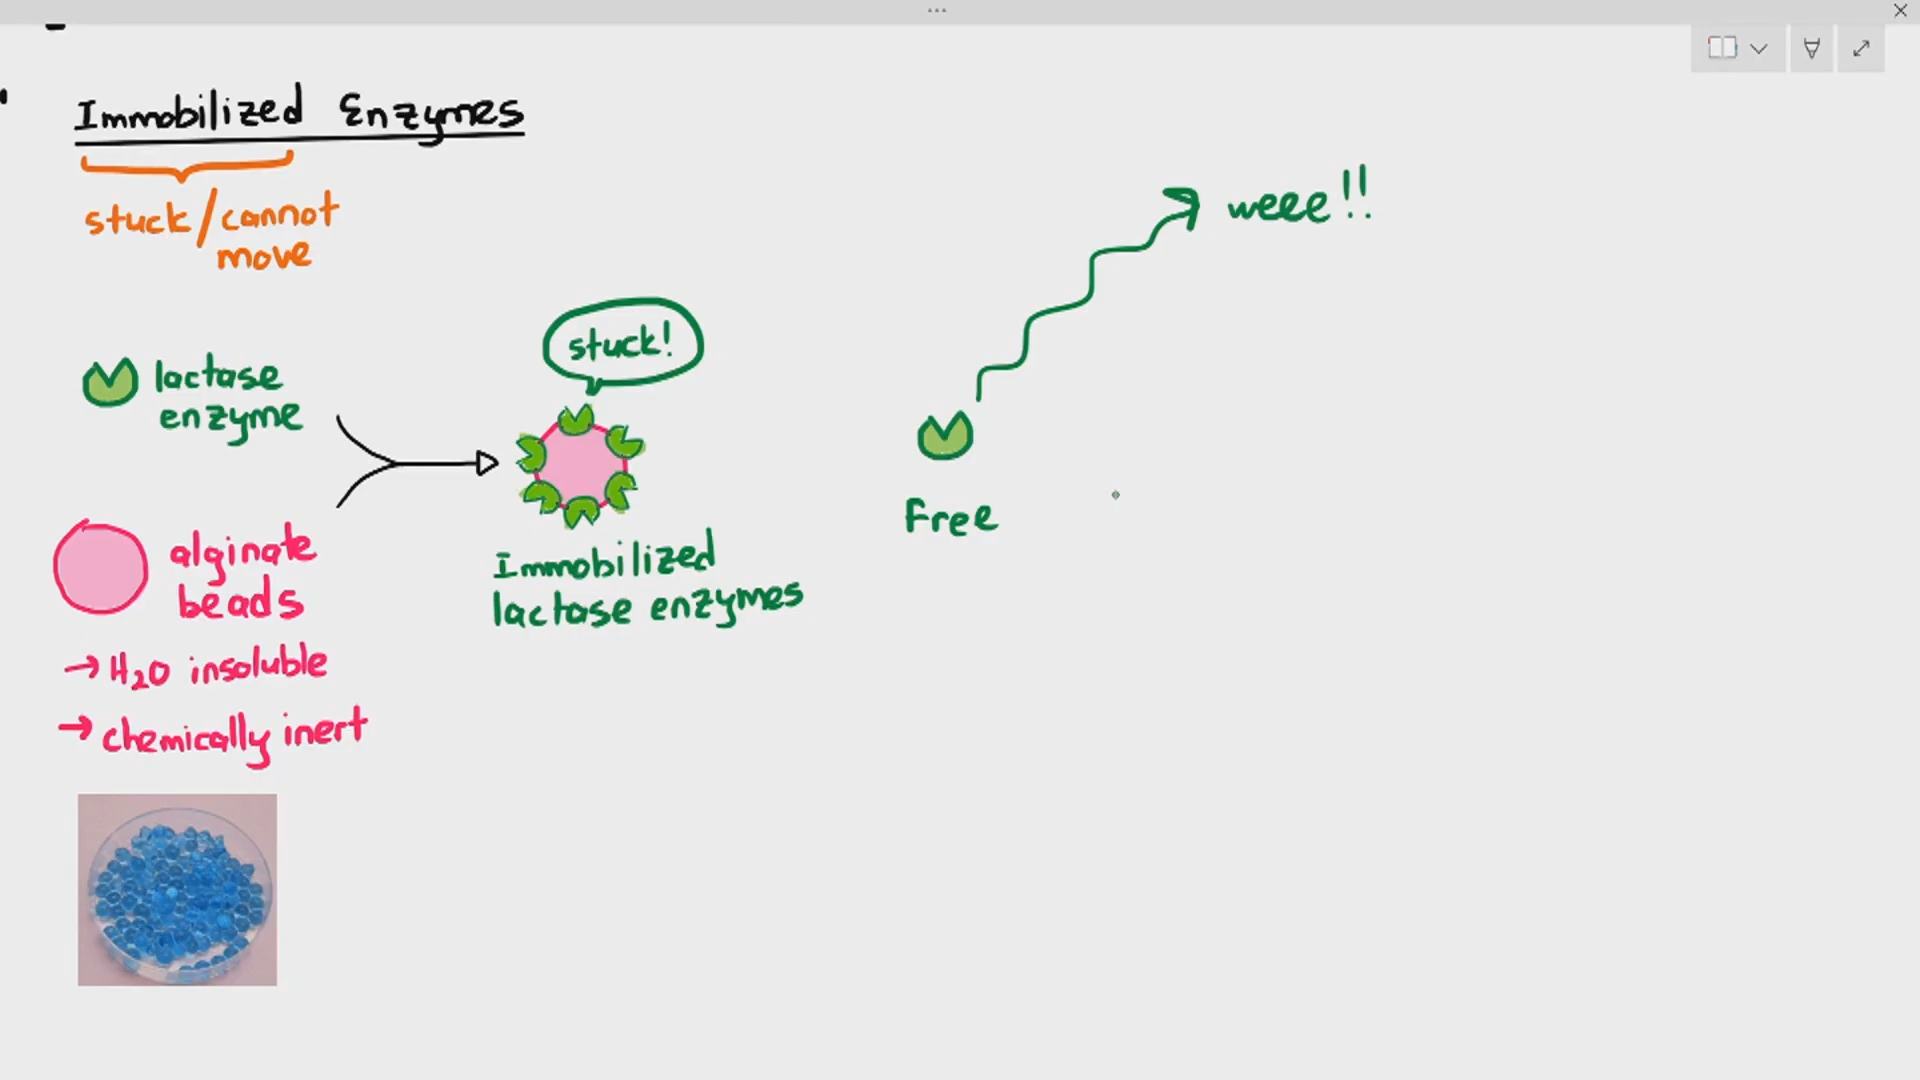 Immobilized Enzymes
stuck/cannot
move
weee!!
stuck!
lactase
enzyme
alginate
beads
→ H₂O insoluble
→ chemically inert
Immobilized
lactase enzymes
Free